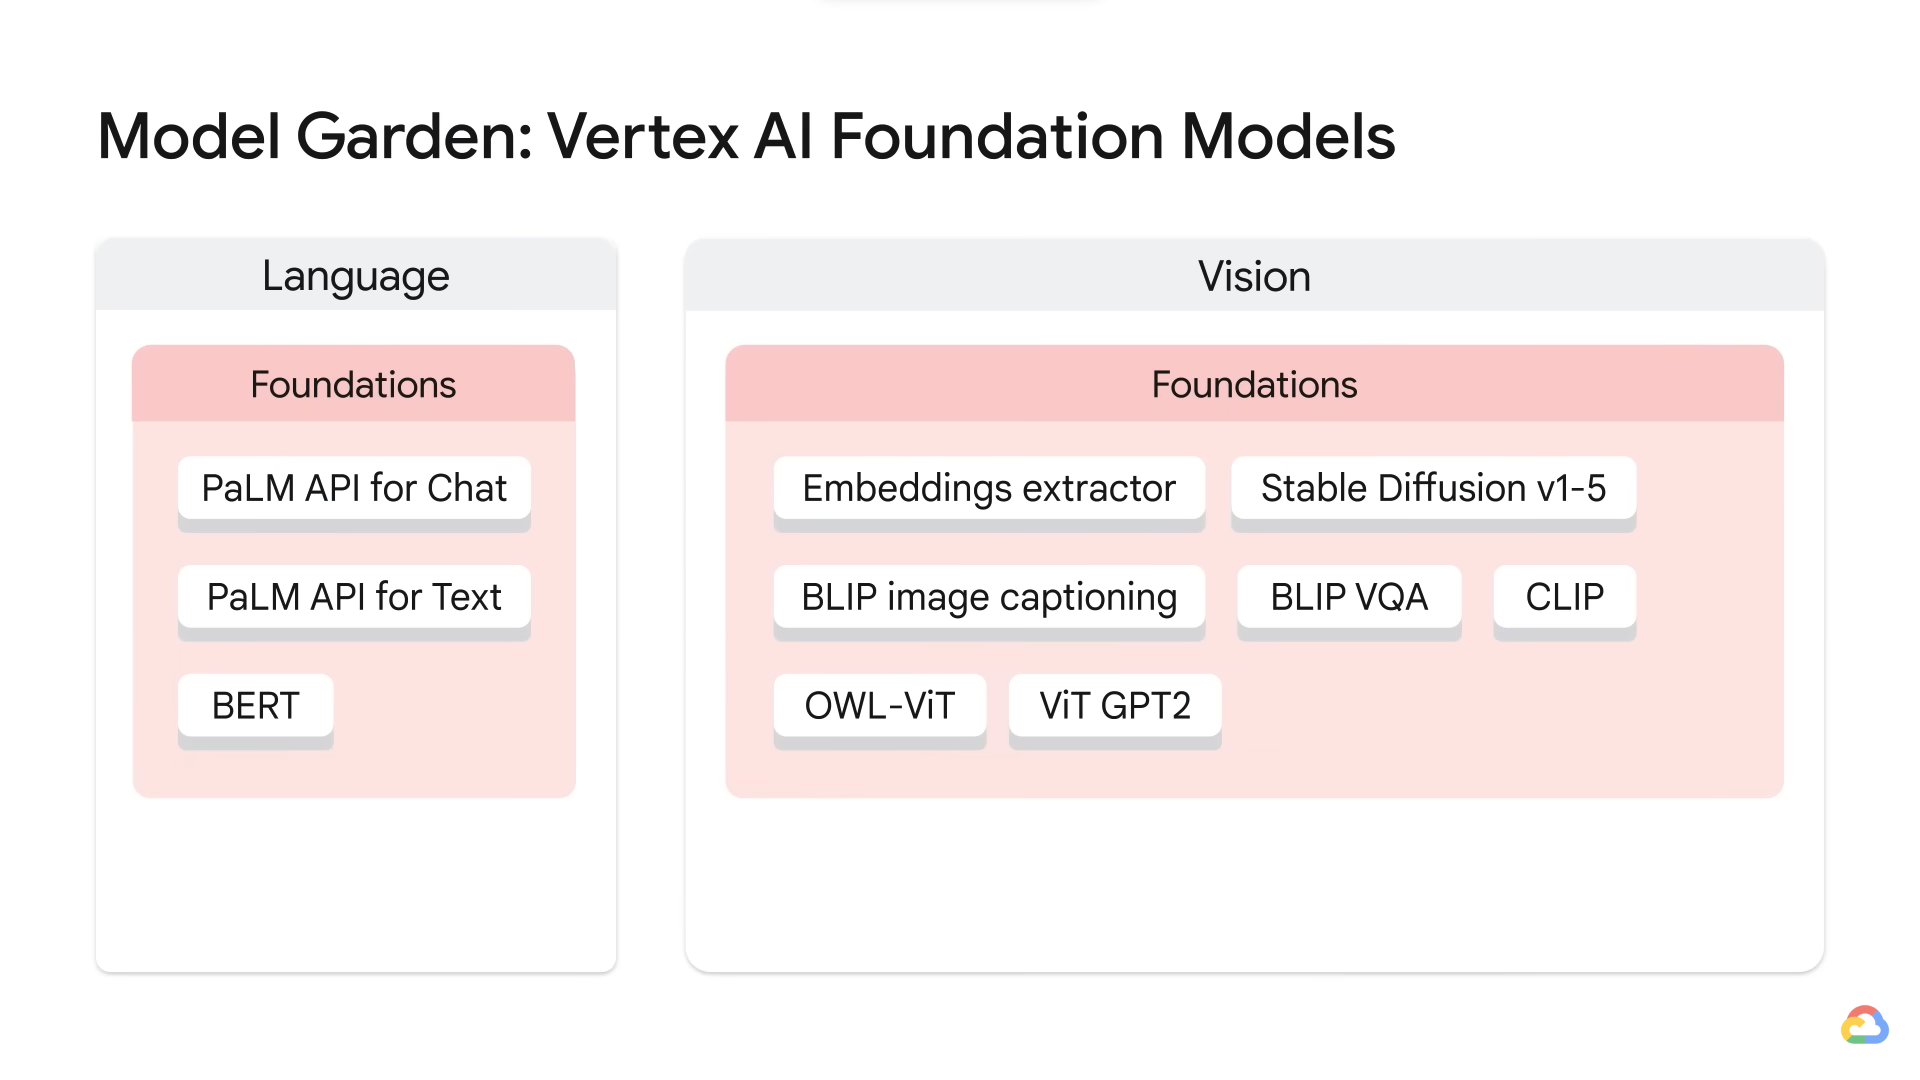 Model Garden: Vertex AI Foundation Models
Language
Foundations
PaLM API for Chat
PaLM API for Text
BERT
Vision
Foundations
Embeddings extractor
Stable Diffusion v1-5
BLIP image captioning
BLIP VQA
CLIP
OWL-ViT
ViT GPT2